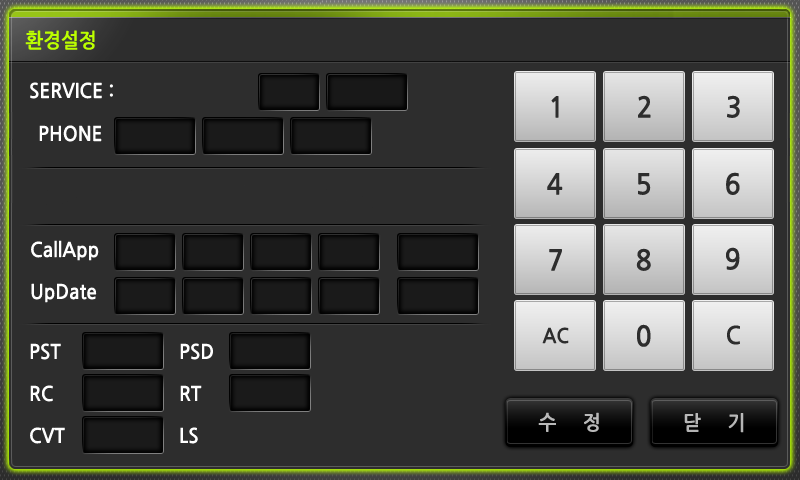 환경설정
SERVICE :
PHONE
CallApp
UpDate
PST PSD
RC RT
CVT LS
1 2 3
4 5 6
7 8 9
AC 0 C
수 정 닫 기